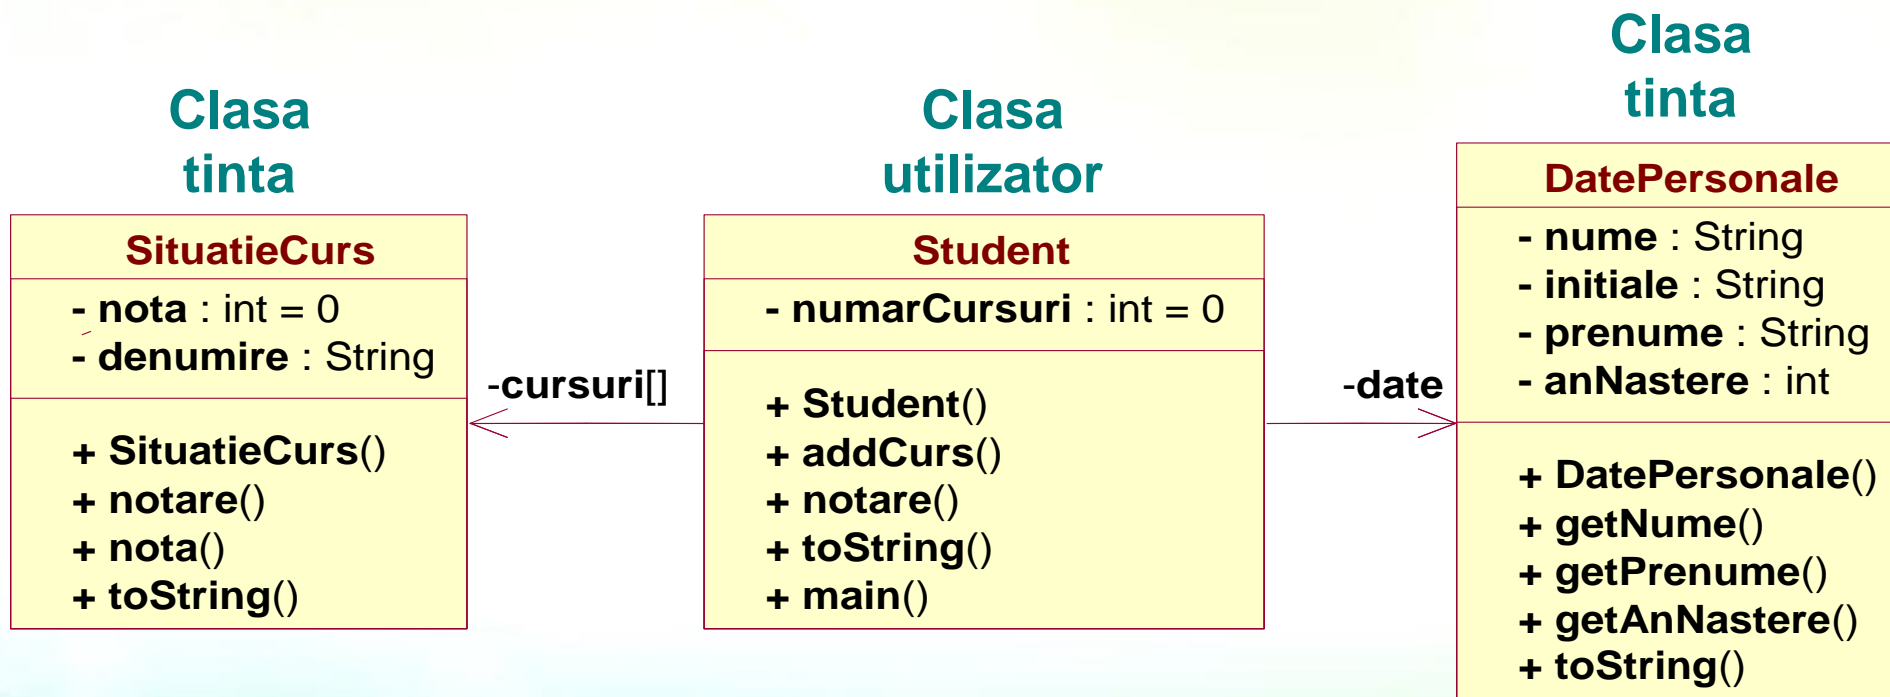 Clasa
tinta
SituatieCurs
- nota : int = 0
- denumire : String
+ SituatieCurs()
+ notare()
+ nota()
+ toString()
-cursuri[]
Clasa
utilizator
Student
- numarCursuri : int = 0
+ Student()
+ addCurs()
+ notare()
+ toString()
+ main()
-date
Clasa
tinta
DatePersonale
- nume : String
- initiale : String
- prenume : String
- anNastere : int
+ DatePersonale()
+ getNume()
+ getPrenume()
+ getAnNastere()
+ toString()